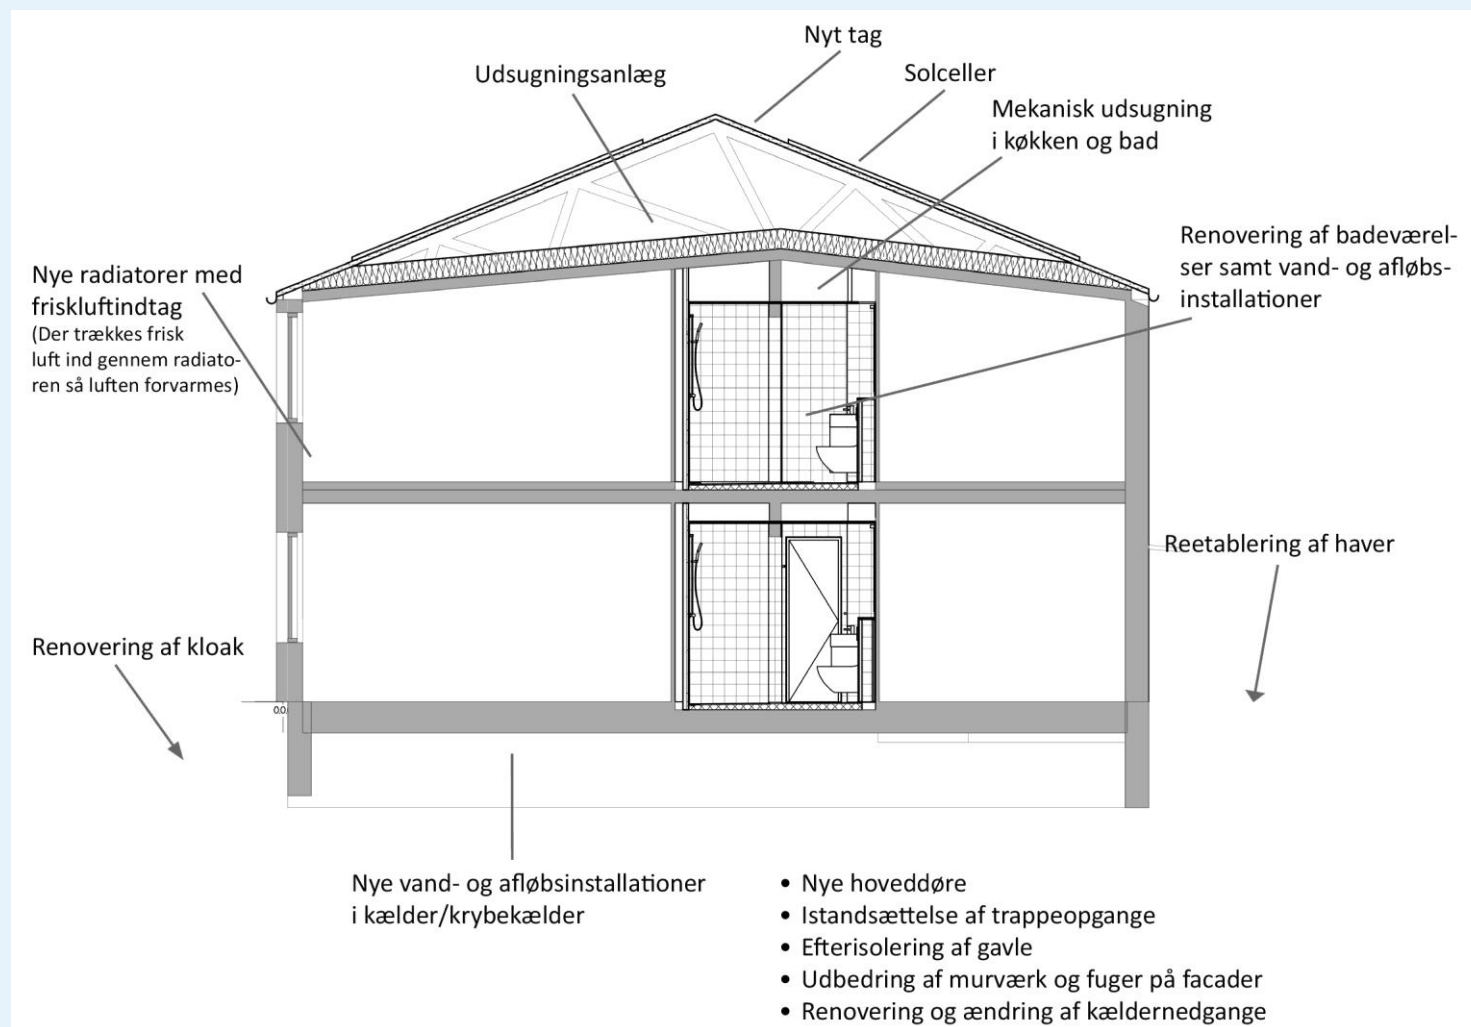 Nyt tag
Udsugningsanlæg
Solceller
Mekanisk udsugning
i køkken og bad
Renovering af badeværel-
ser samt vand- og afløbs-
installationer
Nye radiatorer med
friskluftindtag
(Der trækkes frisk
luft ind gennem radiato-
ren så luften forvarmes)
Reetablering af haver
Renovering af kloak
0.0
Nye vand- og afløbsinstallationer
i kælder/krybekælder
• Nye hoveddøre
• Istandsættelse af trappeopgange
• Efterisolering af gavle
• Udbedring af murværk og fuger på facader
• Renovering og ændring af kældernedgange